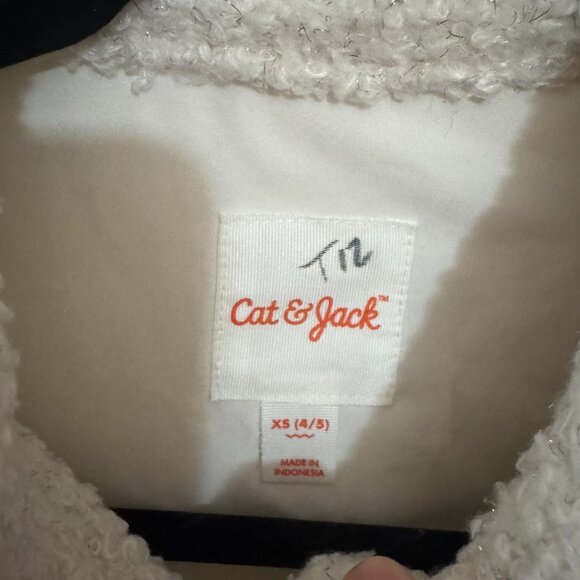 Cat & Jack™
XS (4/5)
MADE IN
INDONESIA